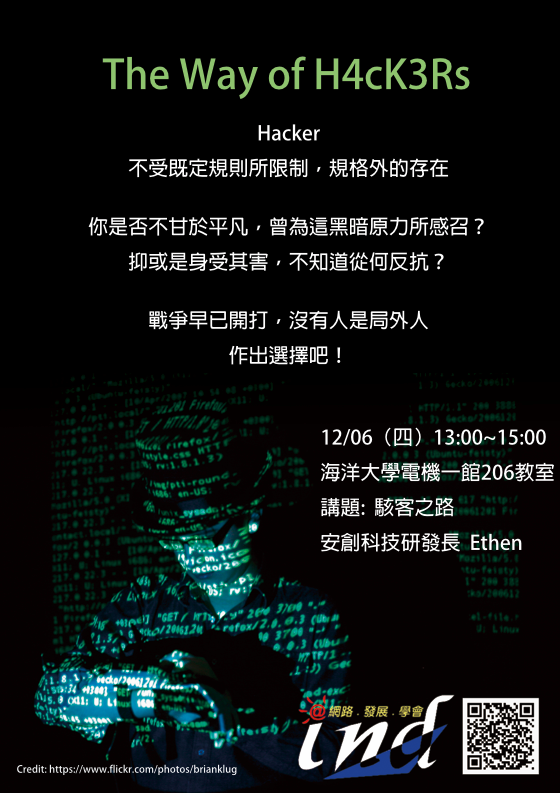 The Way of H4cK3Rs
Hacker
不受既定規則所限制，規格外的存在
你是否不甘於平凡，曾為這黑暗原力所感召？
抑或是身受其害，不知道從何反抗？
戰爭早已開打，沒有人是局外人
作出選擇吧！
12/06（四）13:00~15:00
海洋大學電機一館206教室
講題: 駭客之路
安創科技研發長 Ethen
@網路．發展．學會
ind
Credit: https://www.flickr.com/photos/brianklug